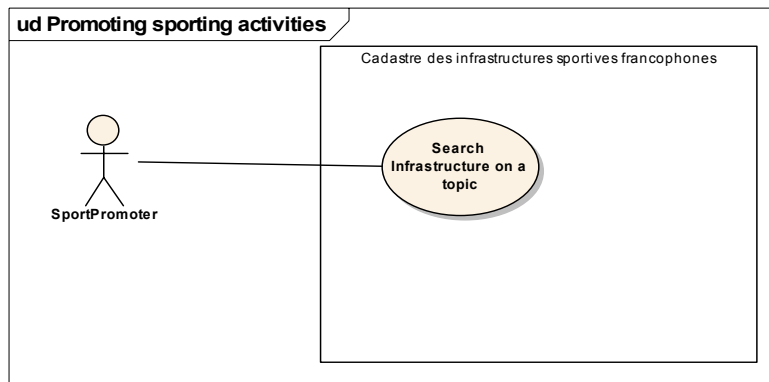 ud Promoting sporting activities
Cadastre des infrastructures sportives francophones
Search
Infrastructure on a
topic
SportPromoter